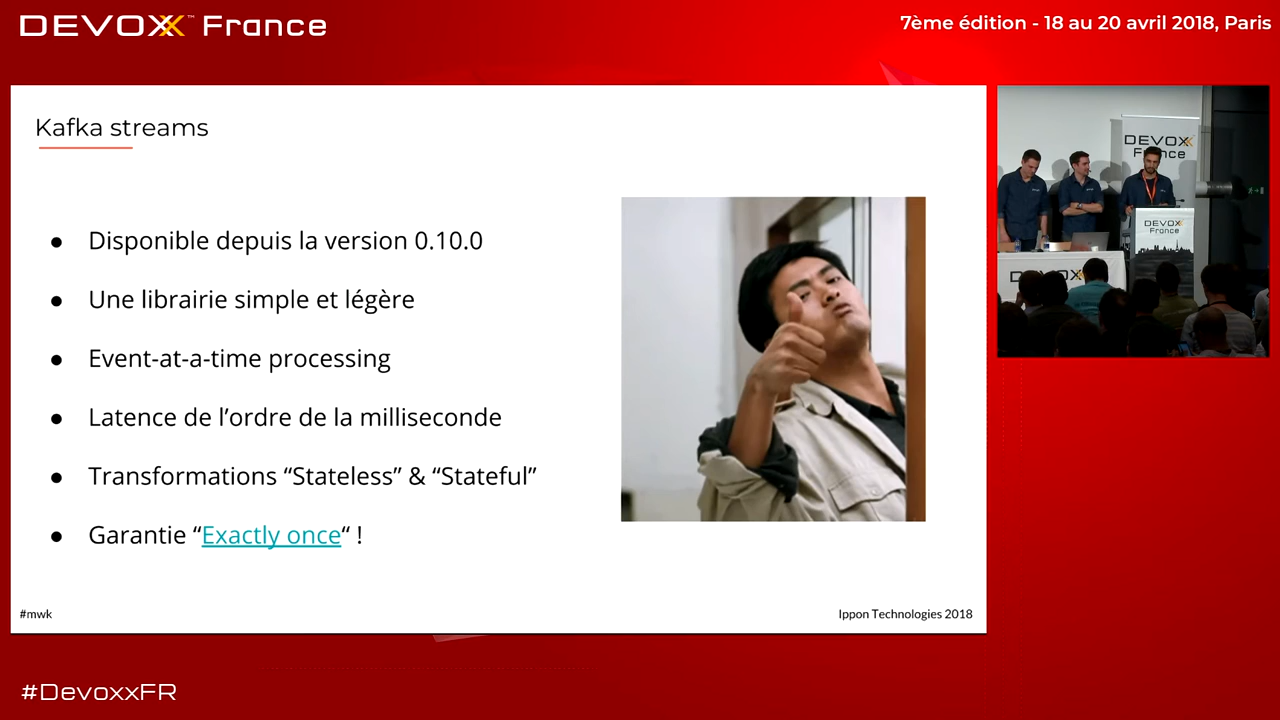 DEVOXX™ France
7ème édition - 18 au 20 avril 2018, Paris
Kafka streams
● Disponible depuis la version 0.10.0
● Une librairie simple et légère
● Event-at-a-time processing
● Latence de l’ordre de la milliseconde
● Transformations “Stateless” & “Stateful”
● Garantie “Exactly once“ !
#mwk
Ippon Technologies 2018
DEVOXX
France
DEVOXX
France
DEVOXX
#DevoxxFR